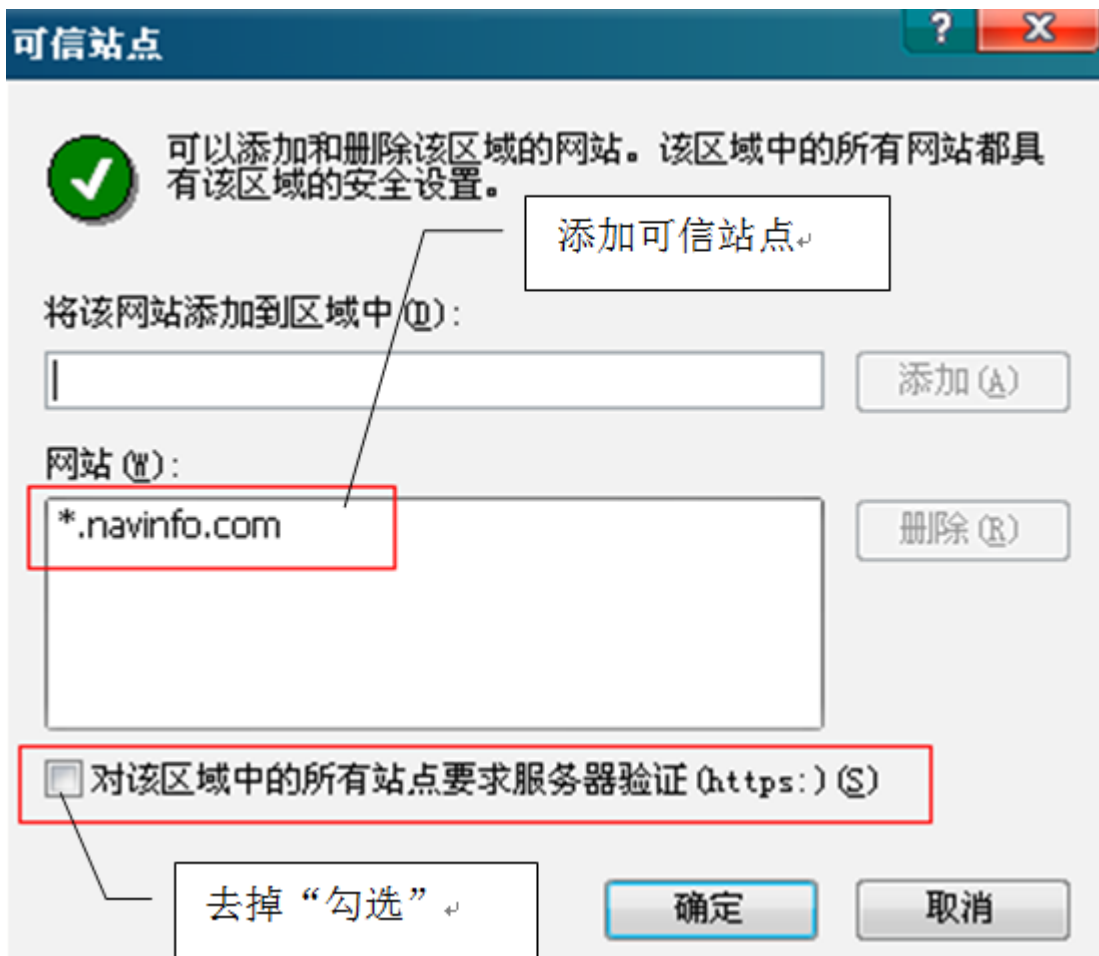 可信站点
可以添加和删除该区域的网站。该区域中的所有网站都具
有该区域的安全设置。
添加可信站点
将该网站添加到区域中(D):
添加(A)
网站(W):
*.navinfo.com
删除(R)
对该区域中的所有站点要求服务器验证(https:)(S)
去掉“勾选”
确定
取消